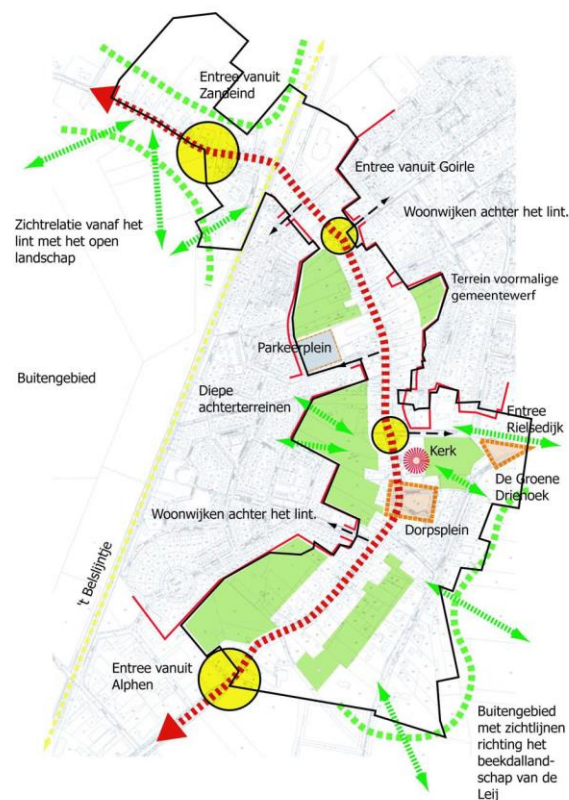 Entree vanuit
Zandeind
Entree vanuit Goirle
Woonwijken achter het lint.
Zichtrelatie vanaf het
lint met het open
landschap
Terrein voormalige
gemeentewerf
Parkeerplein
Buitengebied
Diepe
achterterreinen
Entree
Rielsedijk
Kerk
De Groene
Driehoek
Woonwijken achter het lint.
Dorpsplein
't Belslijntje
Entree vanuit
Alphen
Buitengebied
met zichtlijnen
richting het
beekdalland-
schap van de
Leij